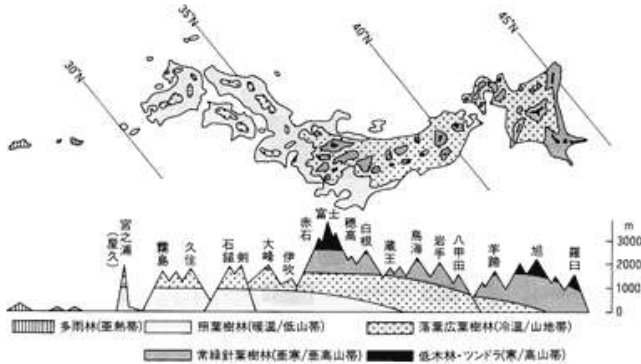 30°N
35°N
40°N
45°N
宮之浦(屋久)
霧島
久住
石鎚
剣
大峰
伊吹
赤石
富士
穂高
白根
蔵王
鳥海
岩手
八甲田
羊蹄
旭
羅臼
m
3000
2000
1000
0
多雨林(亜熱帯)
照葉樹林(暖温/低山帯)
落葉広葉樹林(冷温/山地帯)
常緑針葉樹林(亜寒/亜高山帯)
低木林・ツンドラ(寒/高山帯)